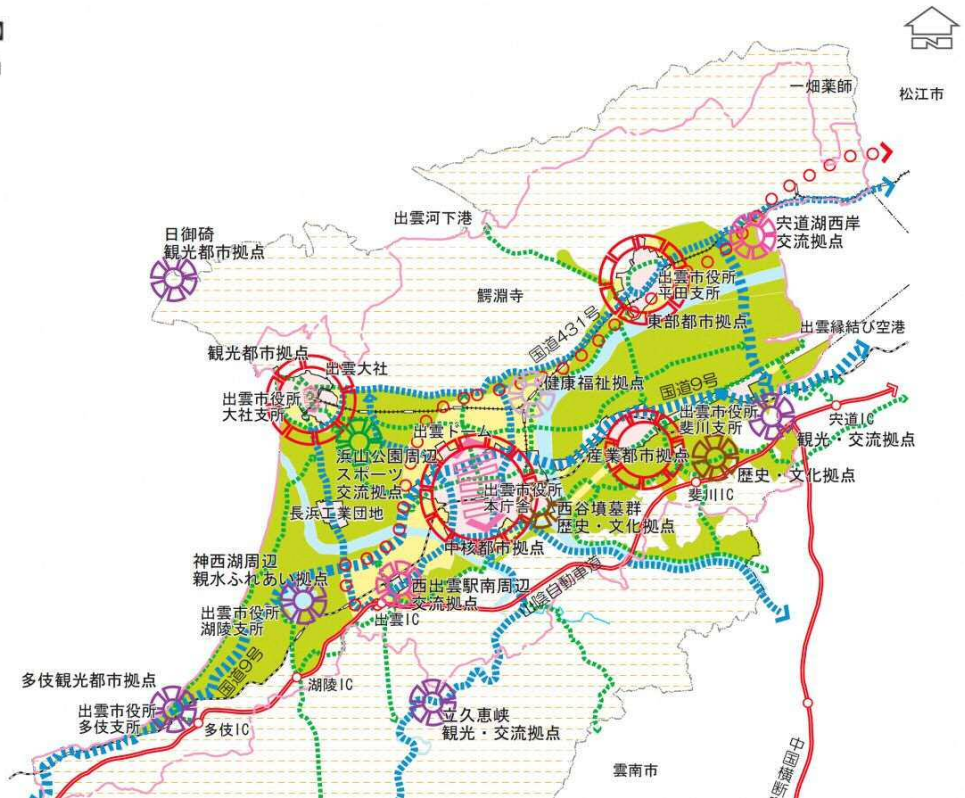 一畑薬師
松江市
出雲河下港
日御碕
観光都市拠点
宍道湖西岸
交流拠点
出雲市役所
平田支所
鰐淵寺
東部都市拠点
出雲縁結び空港
国道431号
観光都市拠点
出雲大社
出雲市役所
大社支所
健康福祉拠点
国道9号
出雲市役所
斐川支所
宍道IC
観光・交流拠点
出雲ドーム
浜山公園周辺
スポーツ
交流拠点
産業都市拠点
歴史・文化拠点
斐川IC
出雲市役所
本庁舎
西谷墳墓群
歴史・文化拠点
長浜工業団地
中核都市拠点
神西湖周辺
親水ふれあい拠点
出雲市役所
湖陵支所
西出雲駅南周辺
交流拠点
出雲IC
山陰自動車道
国道9号
湖陵IC
多伎観光都市拠点
出雲市役所
多伎支所
多伎IC
立久恵峡
観光・交流拠点
雲南市
中国横断